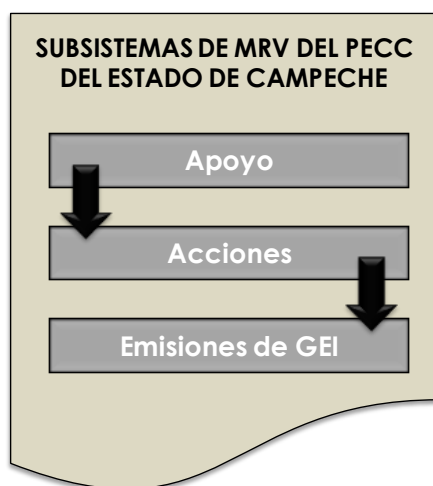 SUBSISTEMAS DE MRV DEL PECC
DEL ESTADO DE CAMPECHE
Apoyo
Acciones
Emisiones de GEI